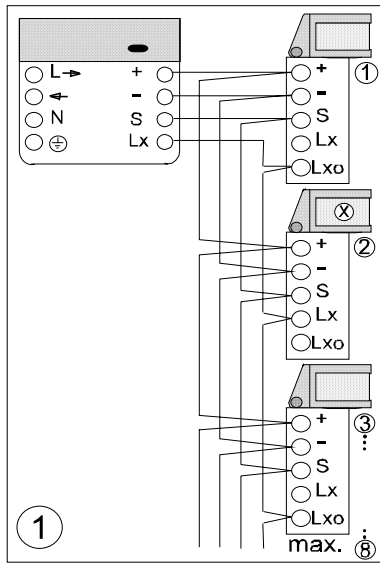 L→ +
← -
N S
⏚ Lx
+ ①
-
S
Lx
Lxo
ⓧ
+ ②
-
S
Lx
Lxo
+ ③
- ⋮
S
Lx
Lxo ⋮
max. ⑧
①